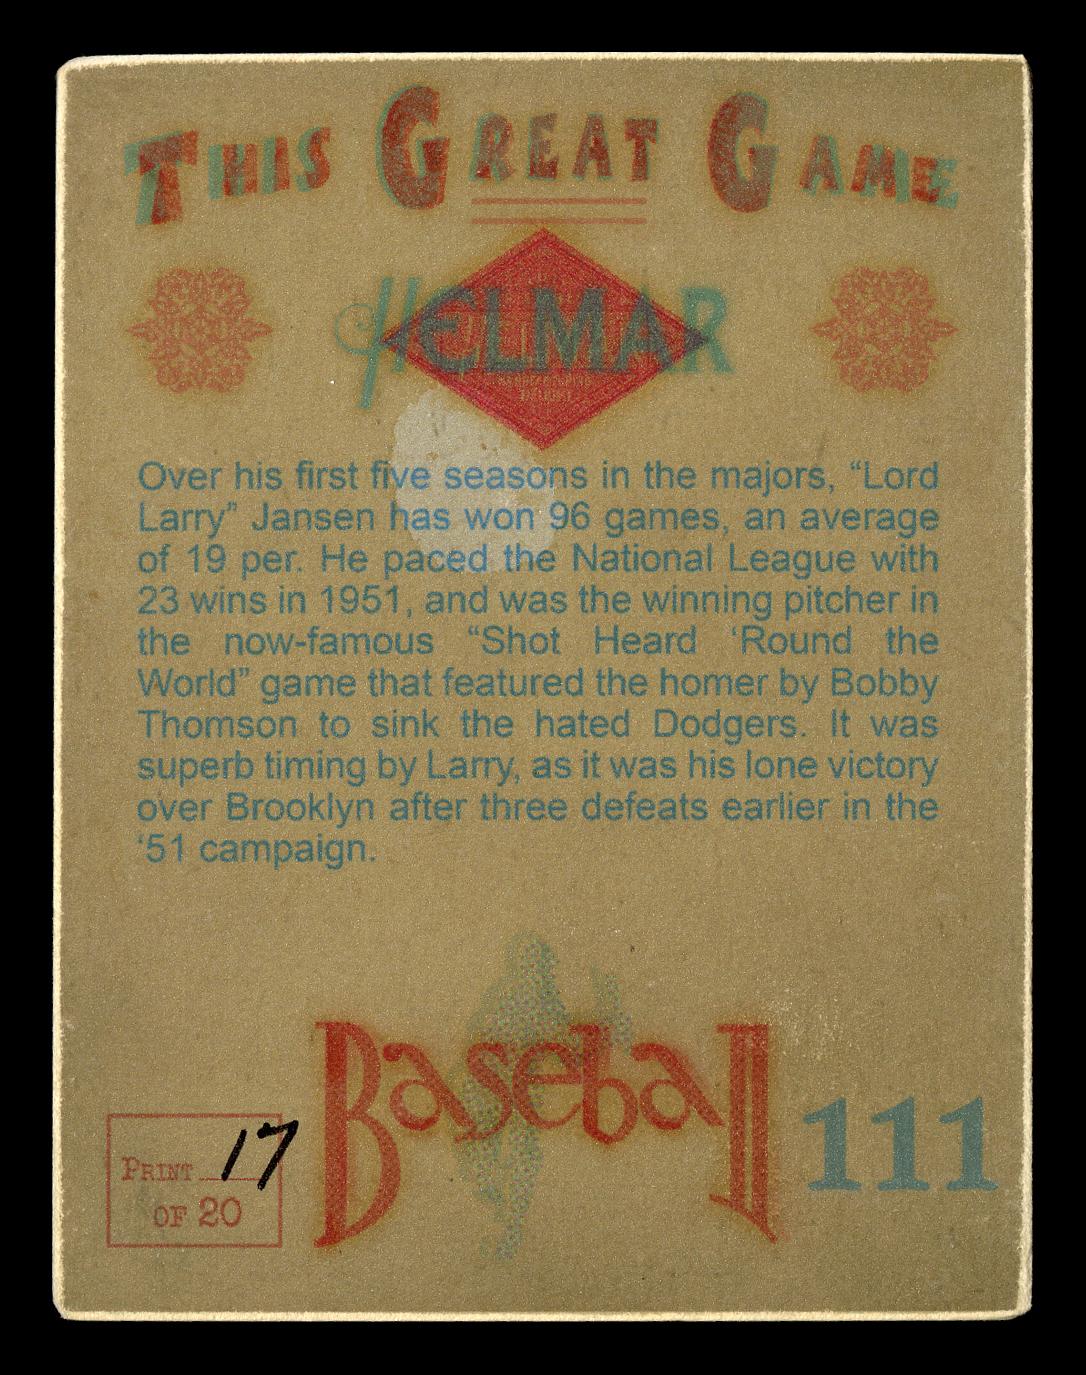 THIS GREAT GAME
HELMAR
Over his first five seasons in the majors, “Lord
Larry” Jansen has won 96 games, an average
of 19 per. He paced the National League with
23 wins in 1951, and was the winning pitcher in
the now-famous “Shot Heard ‘Round the
World” game that featured the homer by Bobby
Thomson to sink the hated Dodgers. It was
superb timing by Larry, as it was his lone victory
over Brooklyn after three defeats earlier in the
‘51 campaign.
Baseball
111
PRINT 17
OF 20